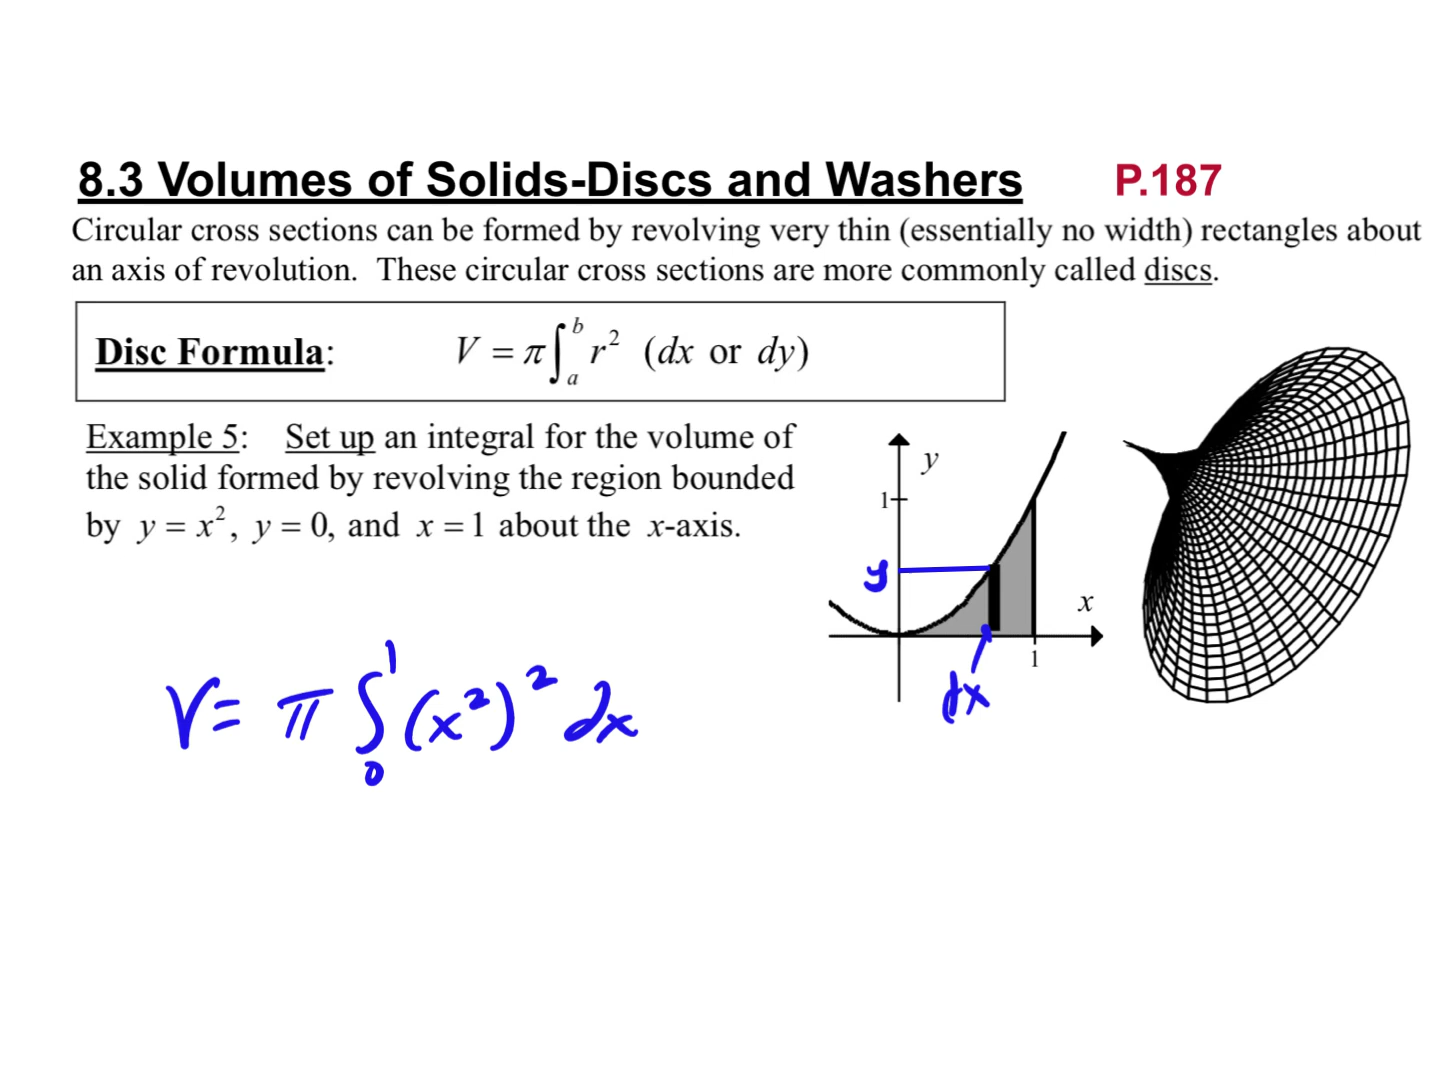 8.3 Volumes of Solids-Discs and Washers P.187
Circular cross sections can be formed by revolving very thin (essentially no width) rectangles about
an axis of revolution. These circular cross sections are more commonly called discs.
Disc Formula: V = π∫ₐᵇ r² (dx or dy)
Example 5: Set up an integral for the volume of
the solid formed by revolving the region bounded
by y = x², y = 0, and x = 1 about the x-axis.
y
1
y
x
1
dx
V = π ∫₀¹ (x²)² dx